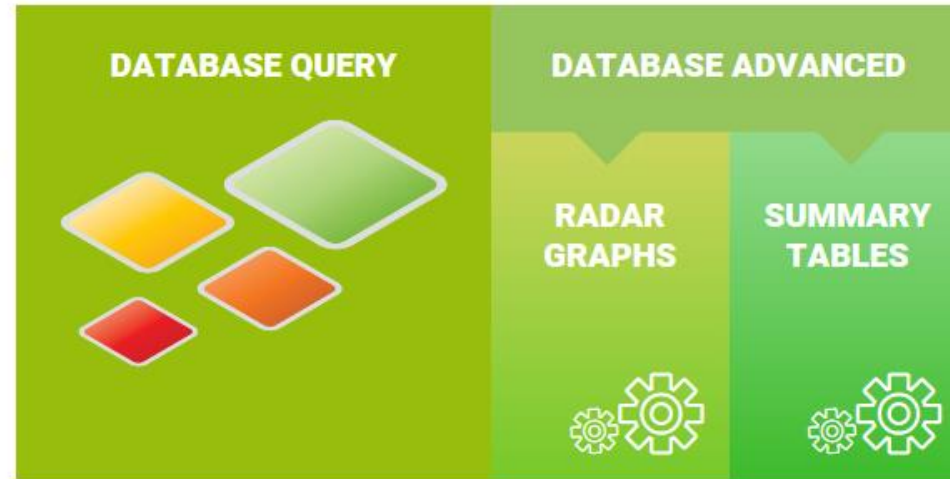 DATABASE QUERY
DATABASE ADVANCED
RADAR
GRAPHS
SUMMARY
TABLES